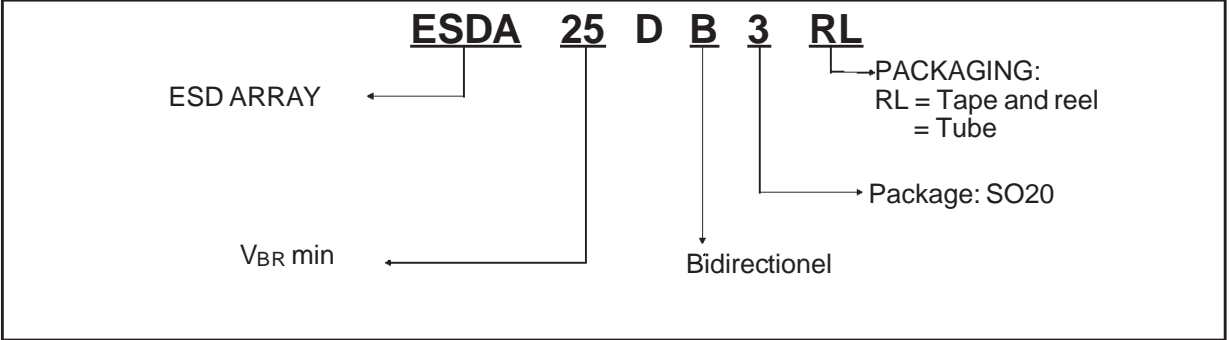 ESDA 25 D B 3 RL
PACKAGING:
RL = Tape and reel
= Tube
ESD ARRAY
Package: SO20
VBR min
Bidirectionel